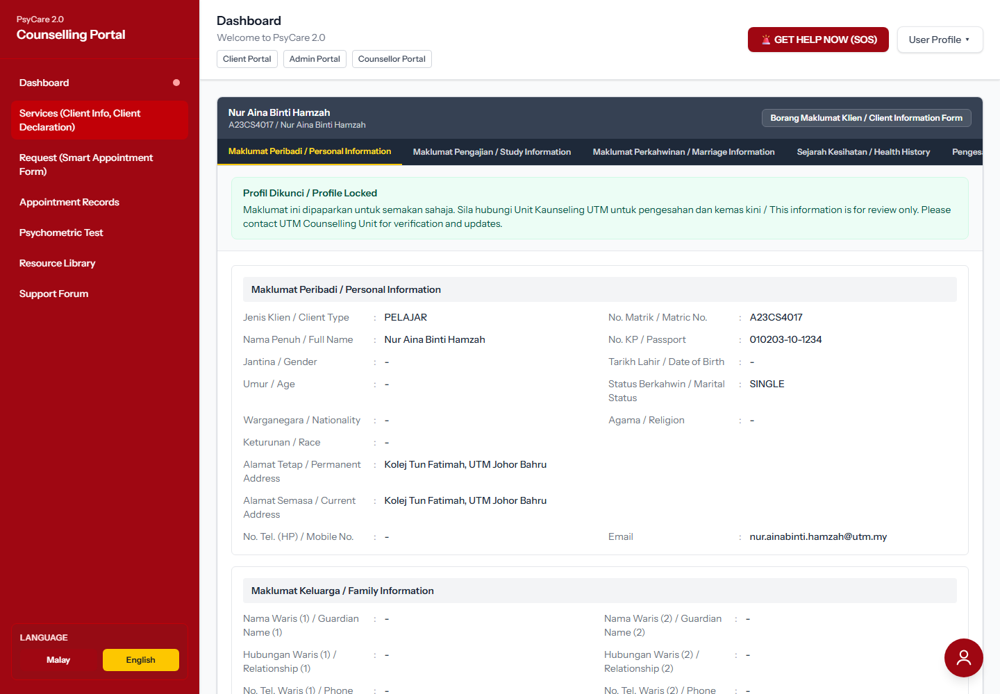 PsyCare 2.0
Counselling Portal
Dashboard
Services (Client Info, Client
Declaration)
Request (Smart Appointment
Form)
Appointment Records
Psychometric Test
Resource Library
Support Forum
LANGUAGE
Malay
English
Dashboard
Welcome to PsyCare 2.0
Client Portal
Admin Portal
Counsellor Portal
GET HELP NOW (SOS)
User Profile
Nur Aina Binti Hamzah
A23CS4017 / Nur Aina Binti Hamzah
Borang Maklumat Klien / Client Information Form
Maklumat Peribadi / Personal Information
Maklumat Pengajian / Study Information
Maklumat Perkahwinan / Marriage Information
Sejarah Kesihatan / Health History
Penges
Profil Dikunci / Profile Locked
Maklumat ini dipaparkan untuk semakan sahaja. Sila hubungi Unit Kaunseling UTM untuk pengesahan dan kemas kini / This information is for review only. Please
contact UTM Counselling Unit for verification and updates.
Maklumat Peribadi / Personal Information
Jenis Klien / Client Type : PELAJAR
No. Matrik / Matric No. : A23CS4017
Nama Penuh / Full Name : Nur Aina Binti Hamzah
No. KP / Passport : 010203-10-1234
Jantina / Gender : -
Tarikh Lahir / Date of Birth : -
Umur / Age : -
Status Berkahwin / Marital : SINGLE
Status
Warganegara / Nationality : -
Agama / Religion : -
Keturunan / Race : -
Alamat Tetap / Permanent : Kolej Tun Fatimah, UTM Johor Bahru
Address
Alamat Semasa / Current : Kolej Tun Fatimah, UTM Johor Bahru
Address
No. Tel. (HP) / Mobile No. : -
Email : nur.ainabinti.hamzah@utm.my
Maklumat Keluarga / Family Information
Nama Waris (1) / Guardian : -
Name (1)
Nama Waris (2) / Guardian : -
Name (2)
Hubungan Waris (1) / : -
Relationship (1)
Hubungan Waris (2) / : -
Relationship (2)
No. Tel. Waris (1) / Phone : -
No. Tel. Waris (2) / Phone : -